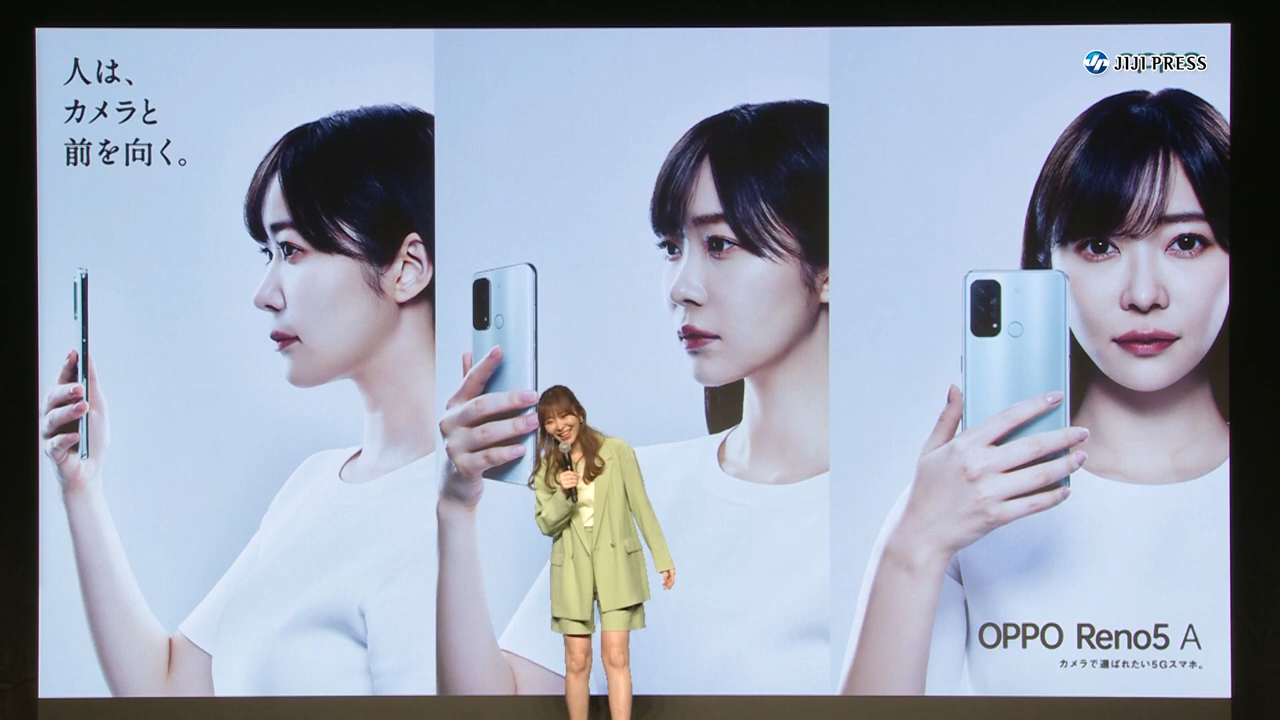 人は、
カメラと
前を向く。
JIJI PRESS
OPPO Reno5 A
カメラで選ばれたい5Gスマホ。